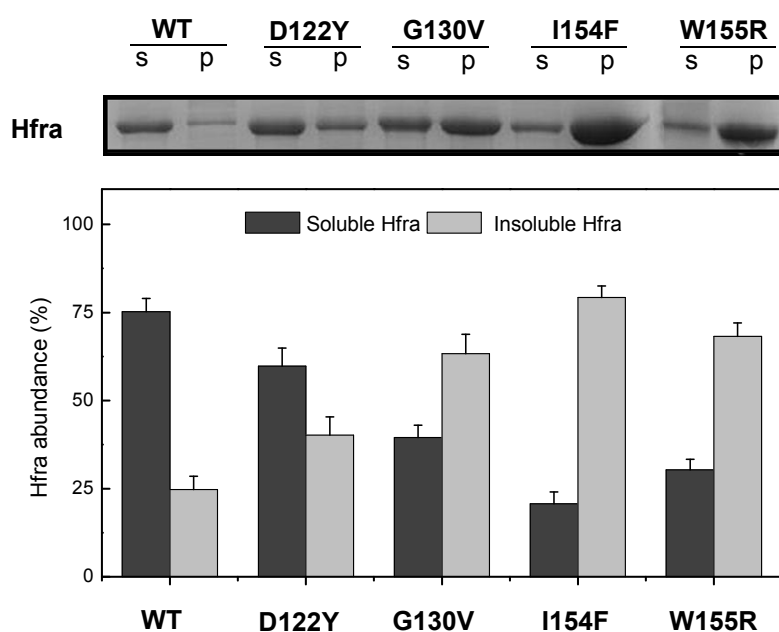 WT D122Y G130V I154F W155R
s p s p s p s p s p
Hfra
100
75
50
25
0
Hfra abundance (%)
Soluble Hfra Insoluble Hfra
WT D122Y G130V I154F W155R